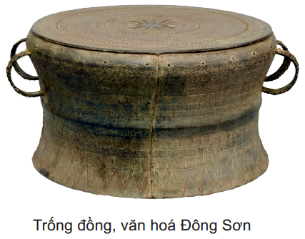 Trống đồng, văn hoá Đông Sơn